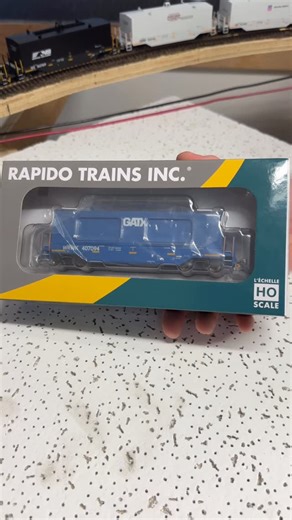 RAPIDO TRAINS INC.®
GATX
L'ÉCHELLE
HO
SCALE